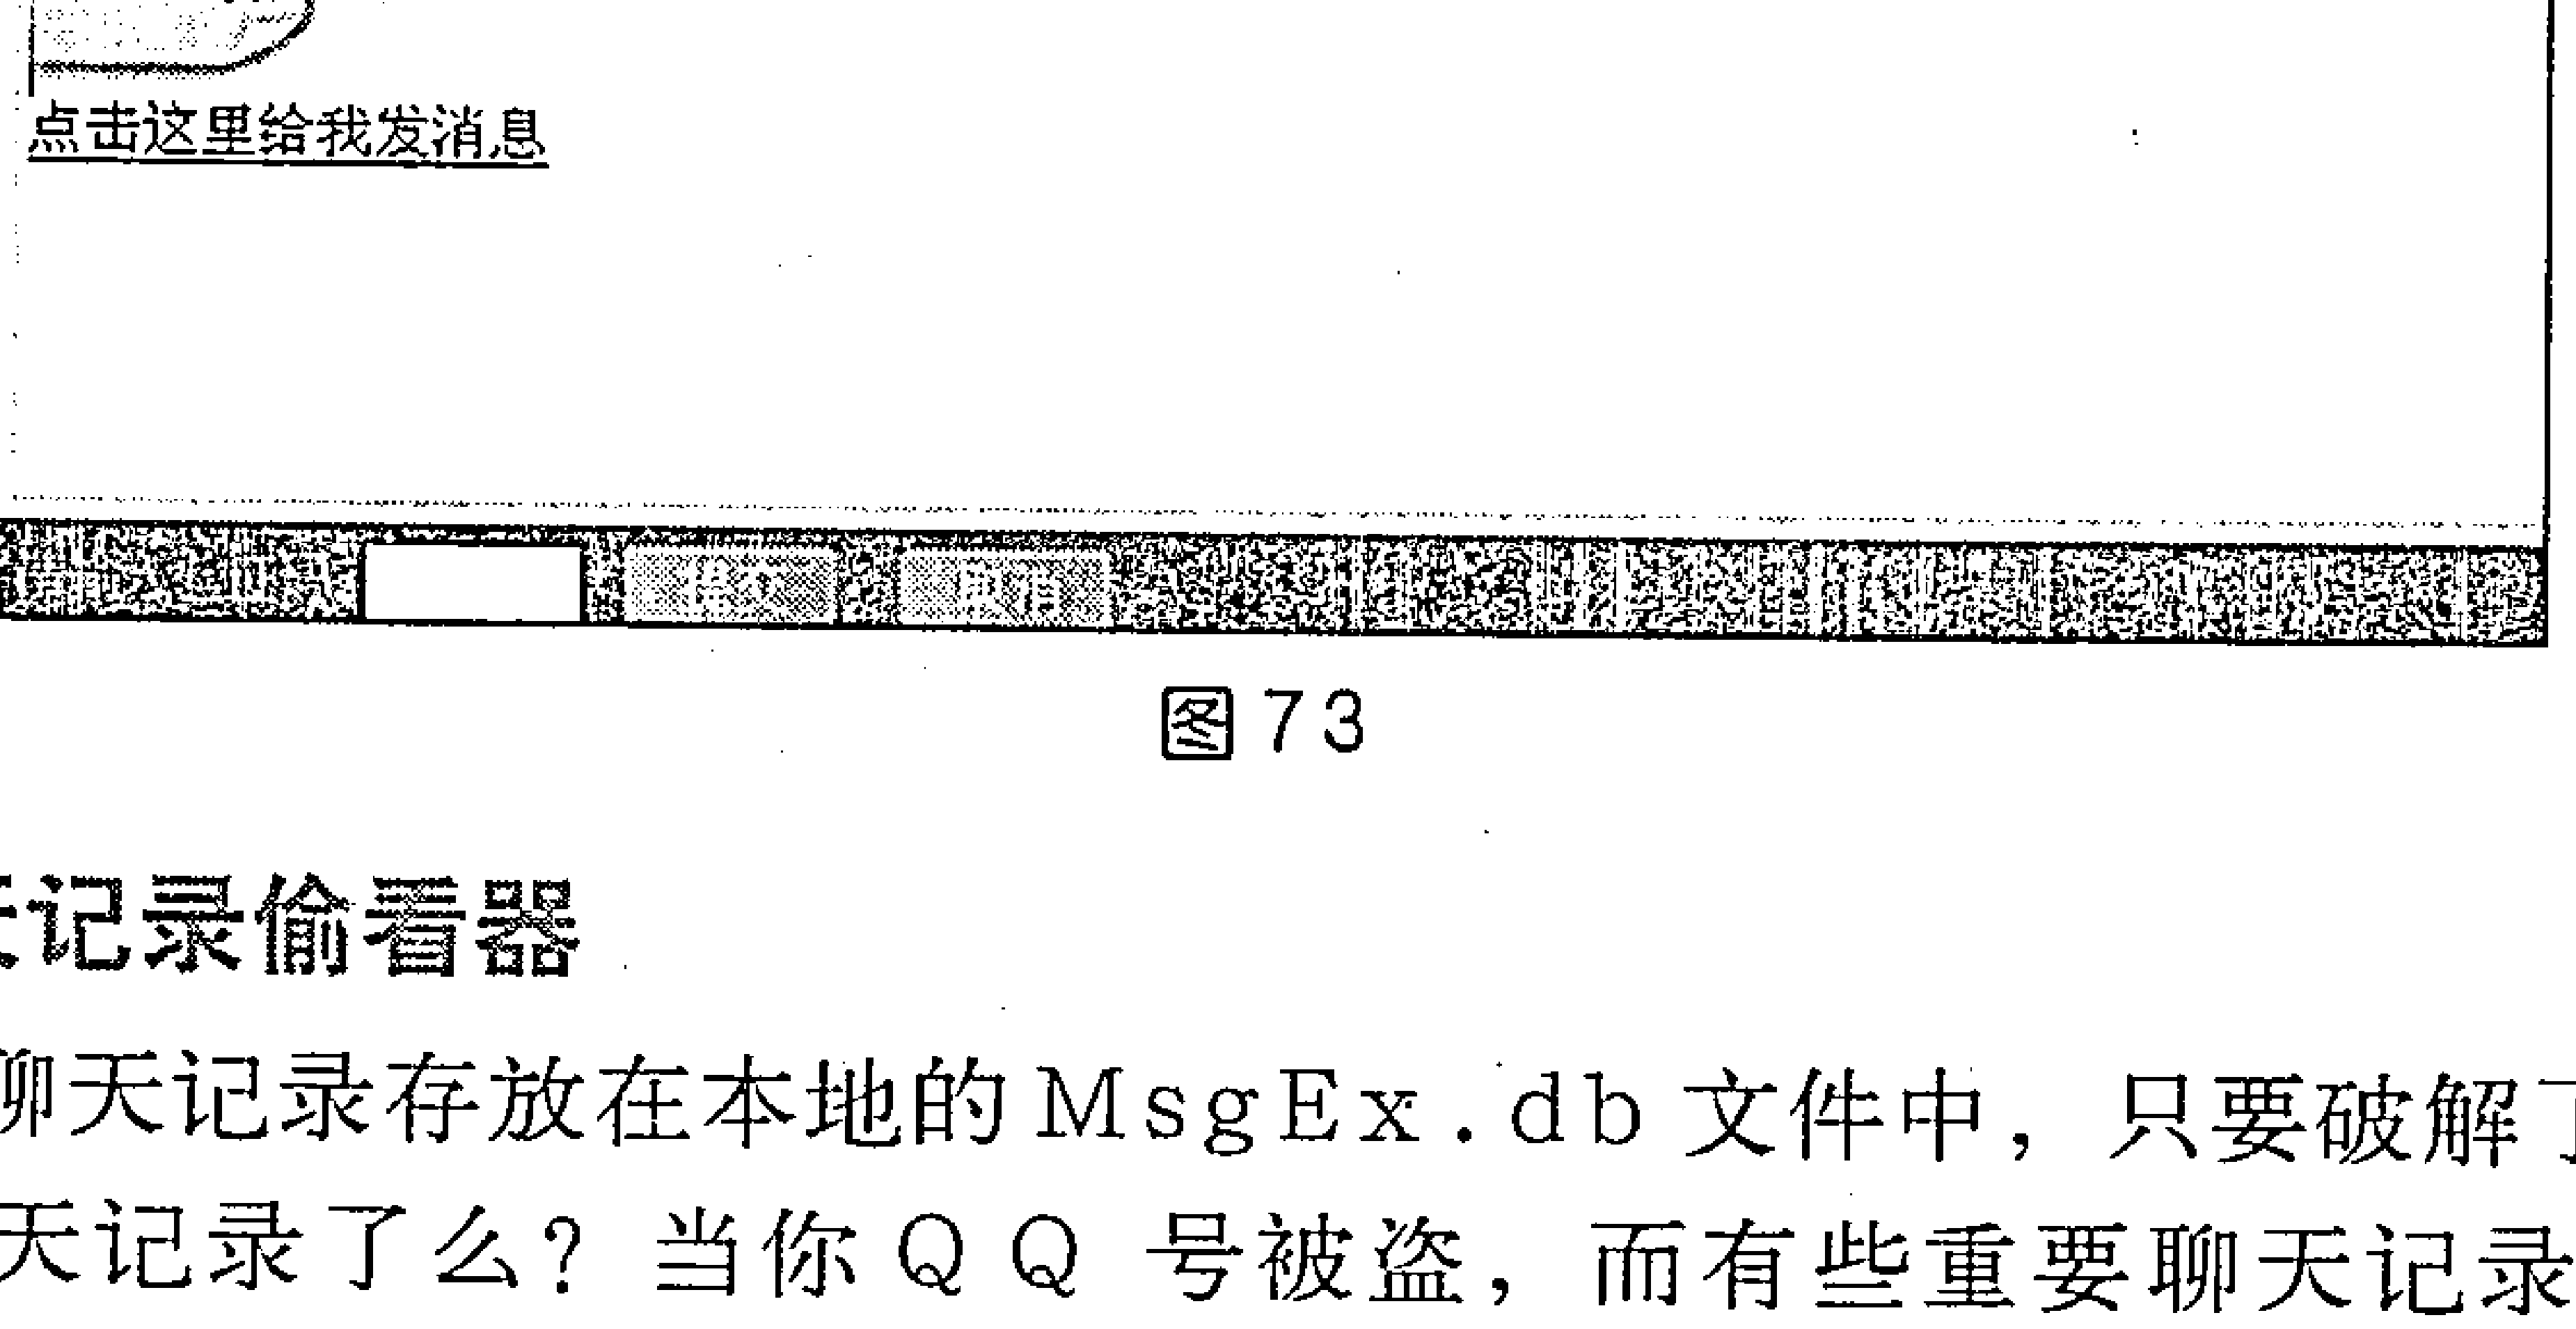 点击这里给我发消息
图73
天记录偷看器
聊天记录存放在本地的MsgEx.db文件中，只要破解了
天记录了么？当你QQ号被盗，而有些重要聊天记录